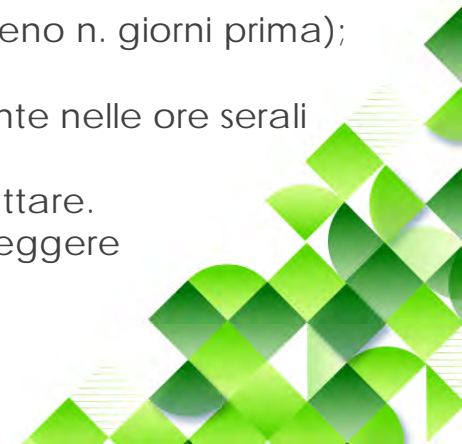 eno n. giorni prima);
nte nelle ore serali
ttare.
eggere